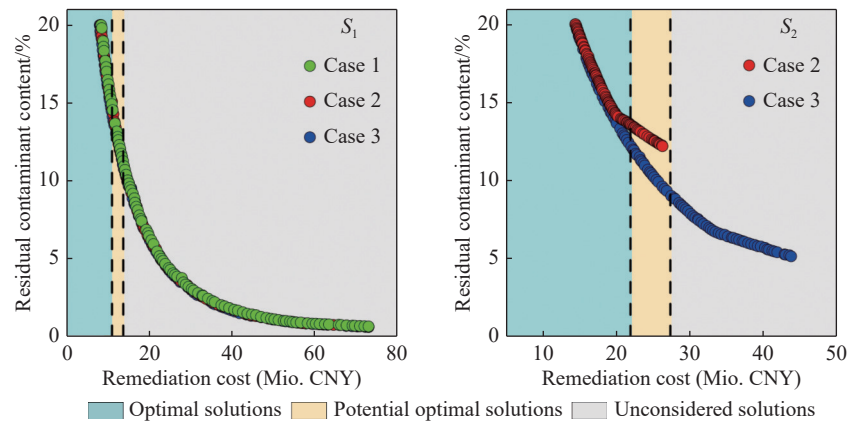 S1
Case 1
Case 2
Case 3
Residual contaminant content/%
20
15
10
5
0
0 20 40 60 80
Remediation cost (Mio. CNY)
S2
Case 2
Case 3
Residual contaminant content/%
20
15
10
5
0
10 20 30 40 50
Remediation cost (Mio. CNY)
Optimal solutions Potential optimal solutions Unconsidered solutions